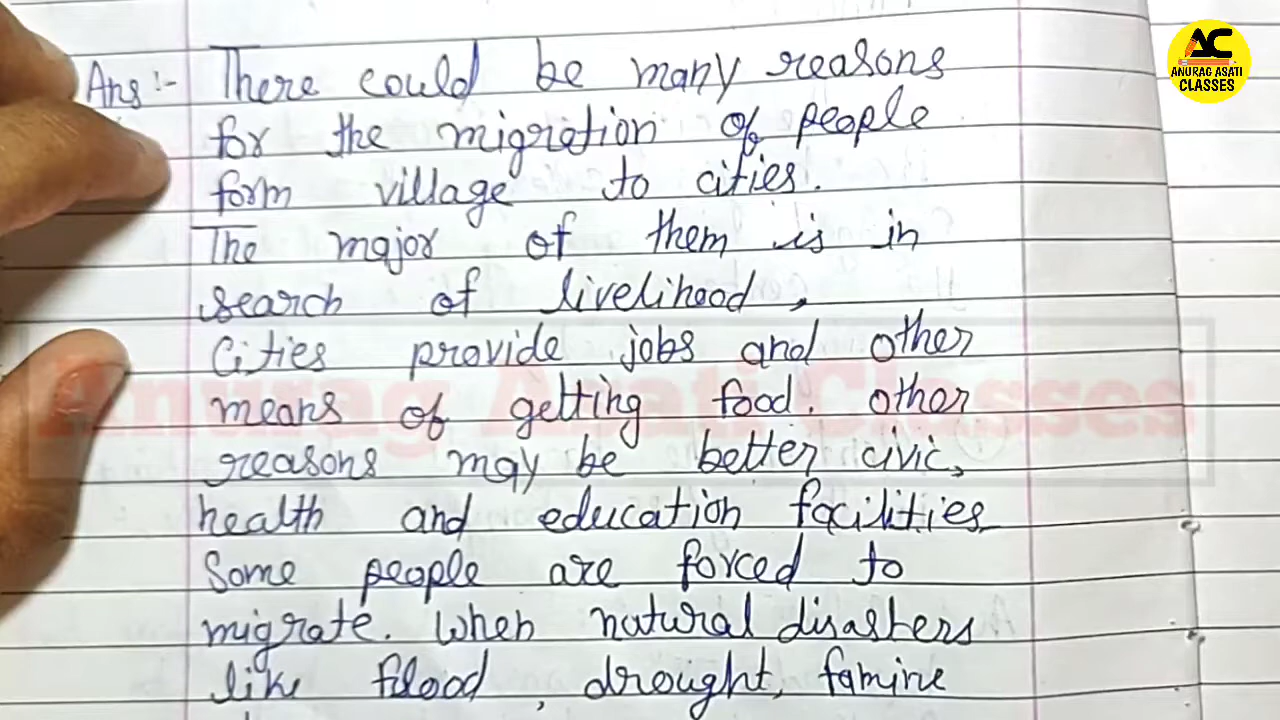 AC
ANURAG ASATI
CLASSES
Ans :- There could be many reasons
for the migration of people
form village to cities.
The major of them is in
search of livelihood,
Cities provide jobs and other
means of getting food. Other
reasons may be better civic,
health and education facilities
Some people are forced to
migrate. When natural disasters
like flood, drought, famine
Anurag Asati Classes